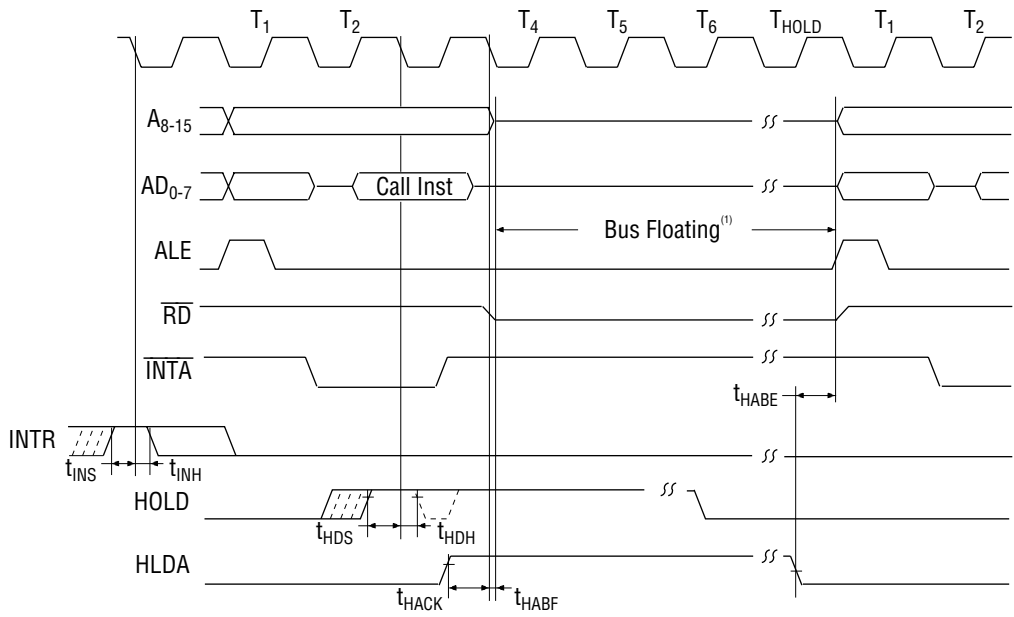 T1 T2 T4 T5 T6 THOLD T1 T2
A8-15
AD0-7 Call Inst
Bus Floating(1)
ALE
RD
INTA
tHABE
INTR
tINS tINH
HOLD
tHDS tHDH
HLDA
tHACK tHABF